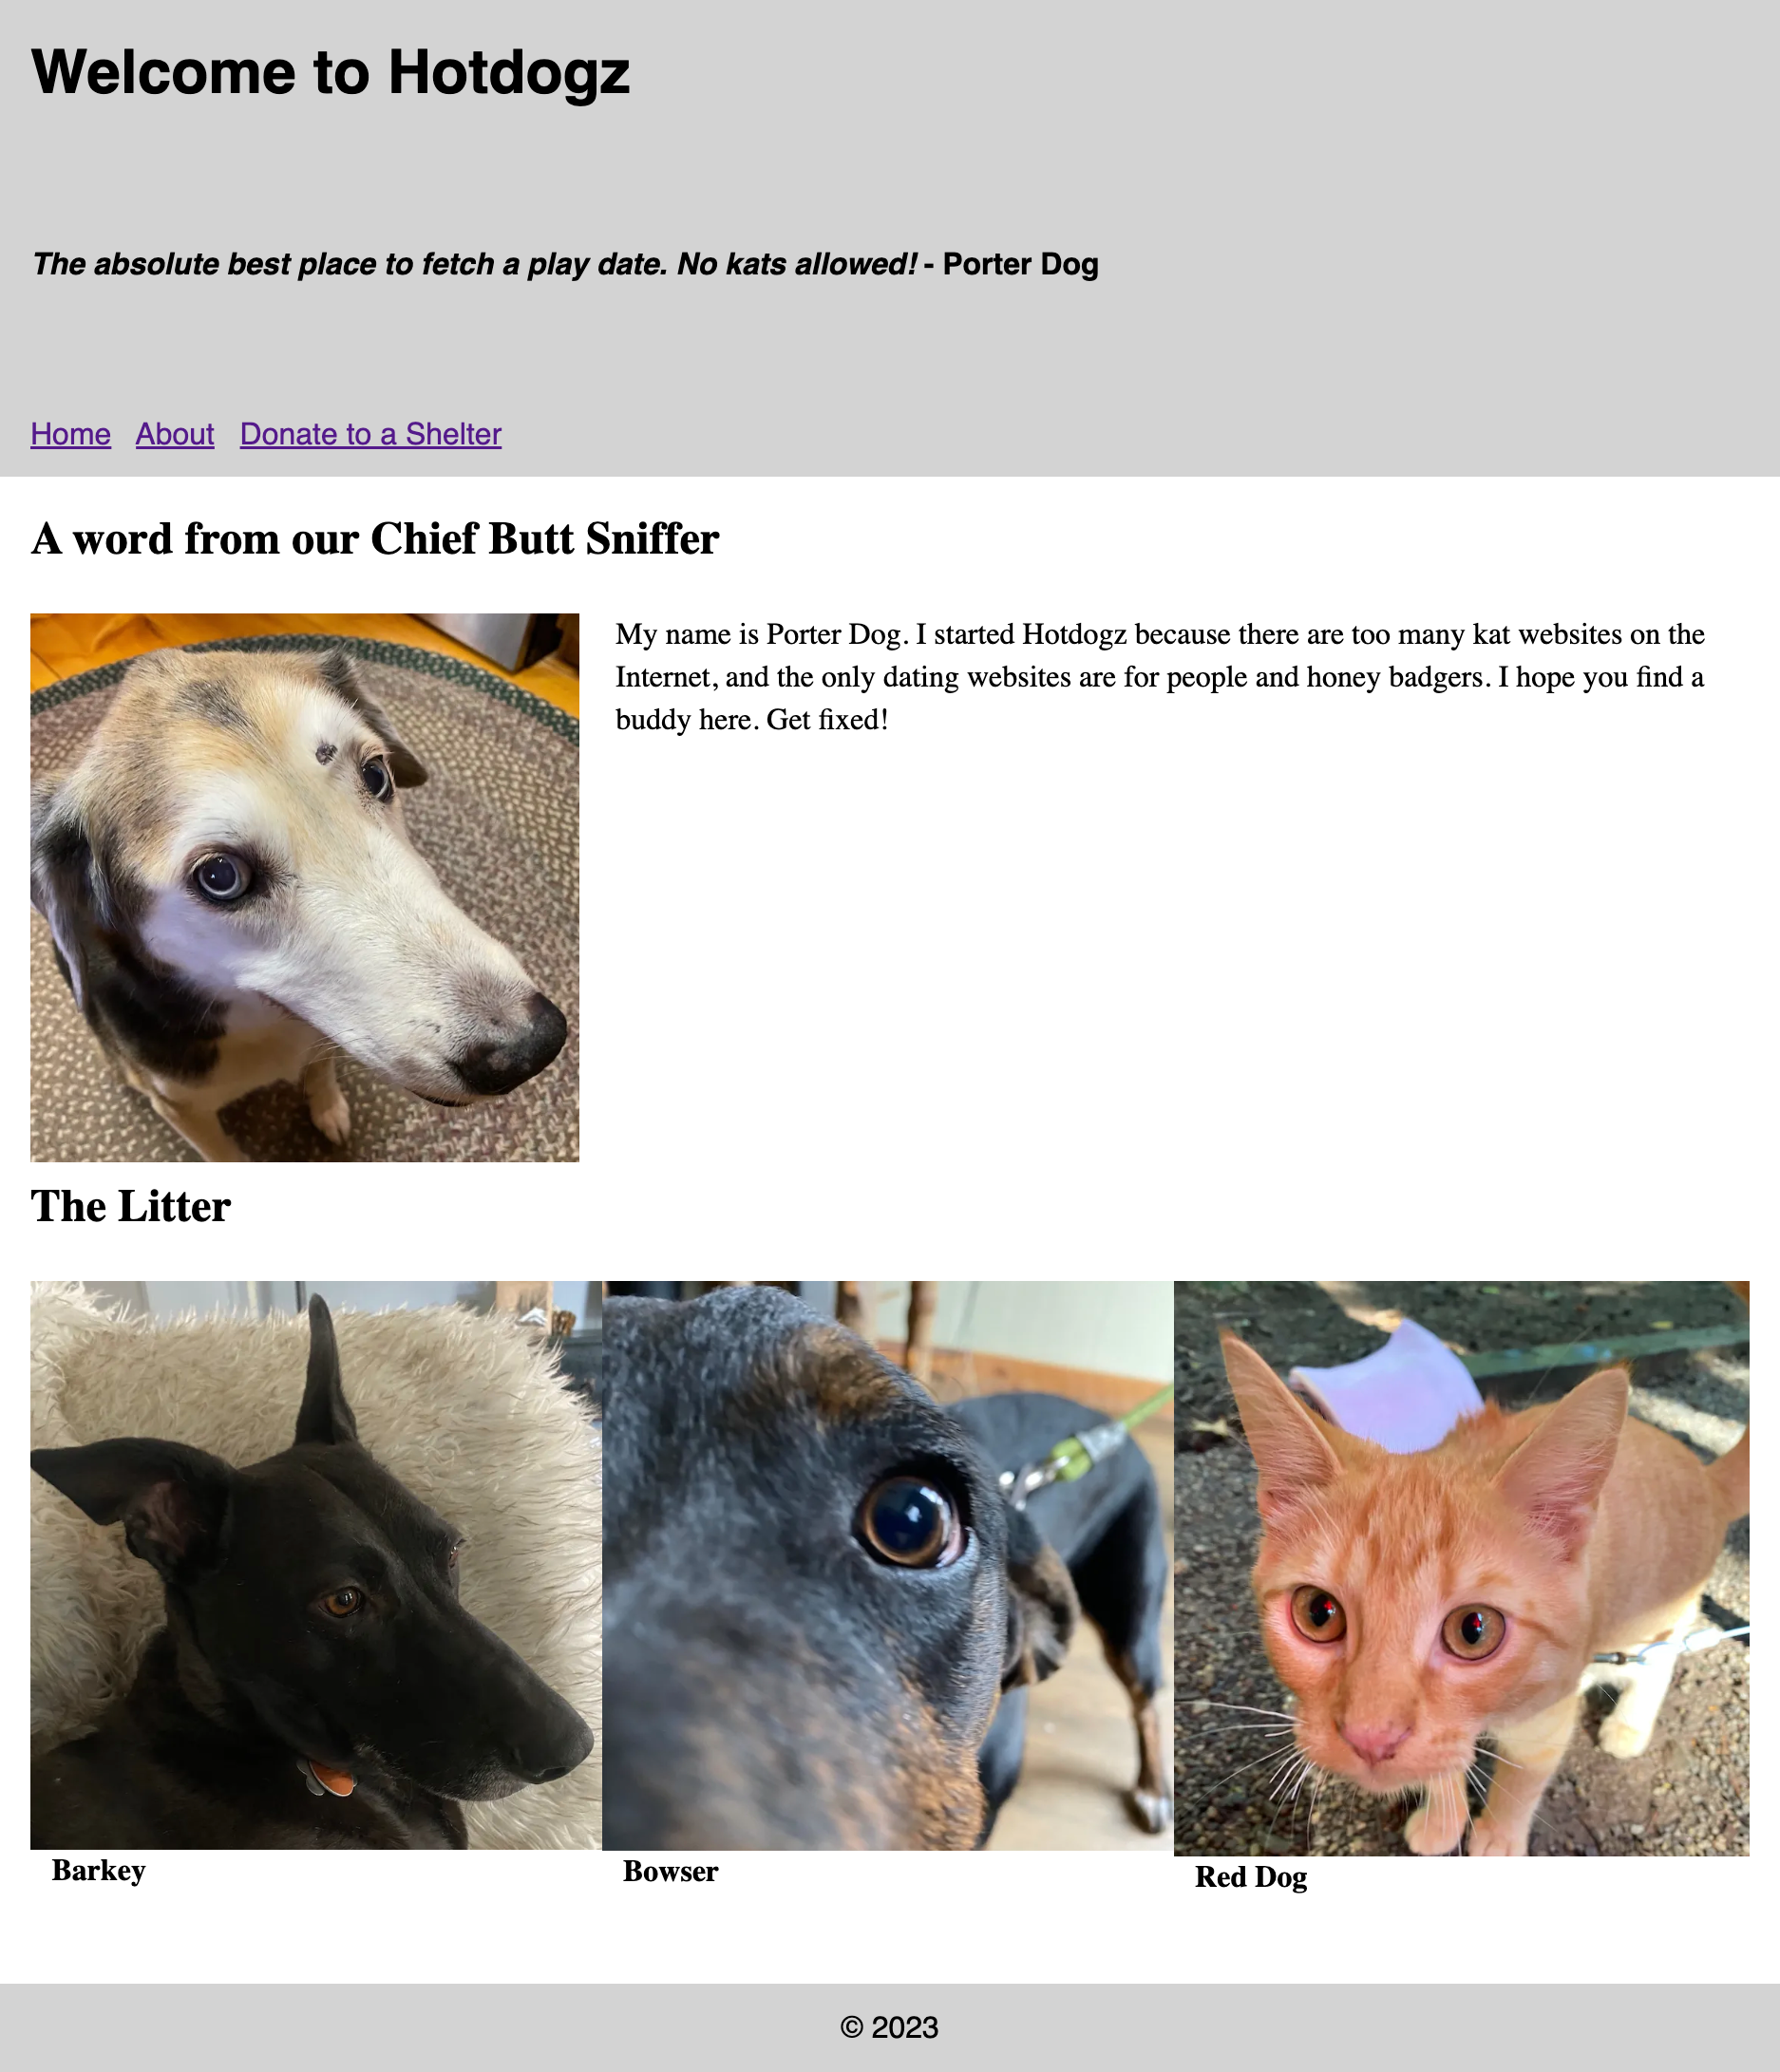 Welcome to Hotdogz
The absolute best place to fetch a play date. No kats allowed! - Porter Dog
Home About Donate to a Shelter
A word from our Chief Butt Sniffer
My name is Porter Dog. I started Hotdogz because there are too many kat websites on the
Internet, and the only dating websites are for people and honey badgers. I hope you find a
buddy here. Get fixed!
The Litter
Barkey
Bowser
Red Dog
© 2023